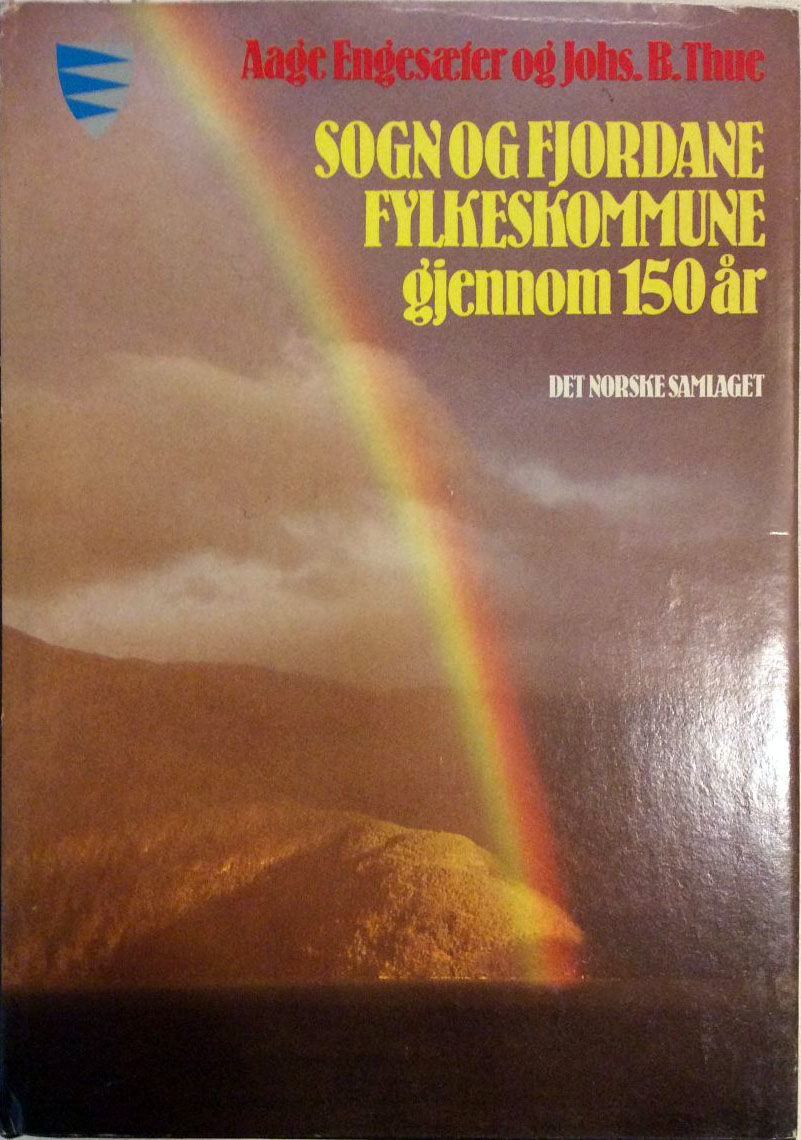 Aage Engesæter og Johs. B. Thue
SOGN OG FJORDANE
FYLKESKOMMUNE
gjennom 150 år
DET NORSKE SAMLAGET